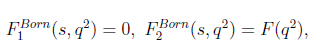 $F_1^{Born}(s, q^2) = 0, \; F_2^{Born}(s, q^2) = F(q^2),$